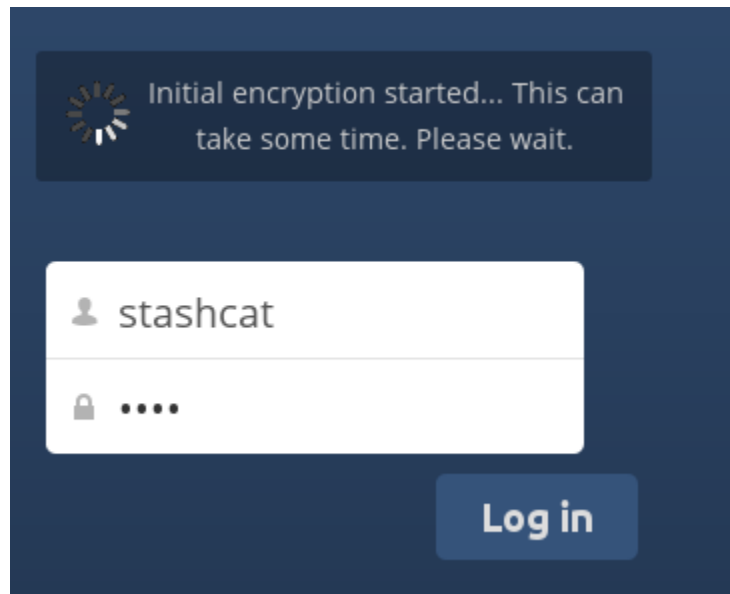 Initial encryption started... This can
take some time. Please wait.
stashcat
••••
Log in